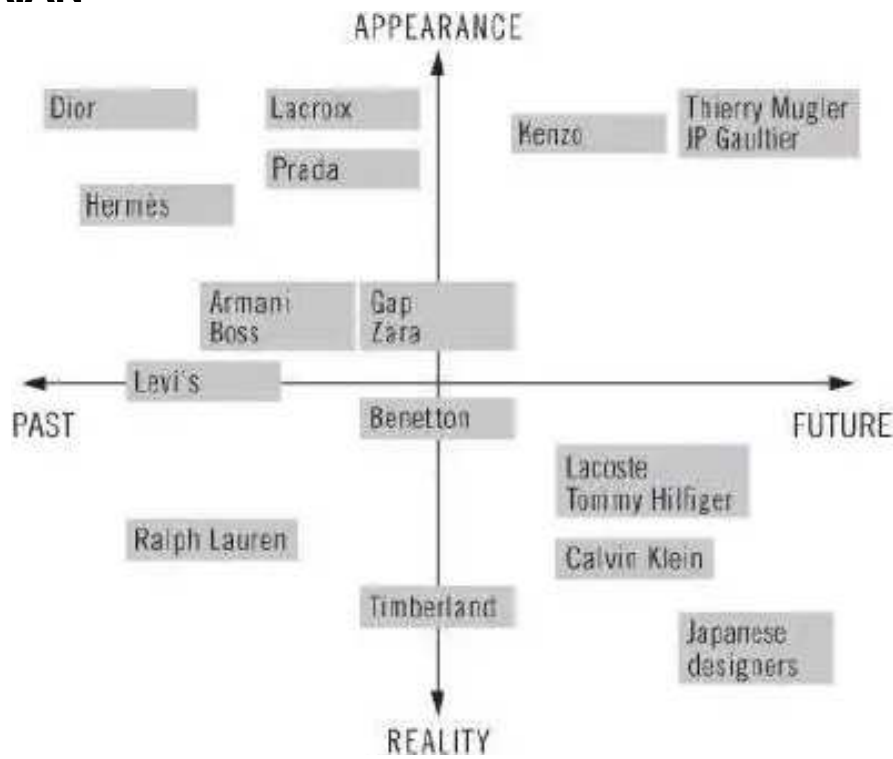 APPEARANCE
Dior
Lacroix
Kenzo
Thierry Mugler
JP Gaultier
Prada
Hermès
Armani
Boss
Gap
Zara
Levi's
PAST
Benetton
FUTURE
Lacoste
Tommy Hilfiger
Ralph Lauren
Calvin Klein
Timberland
Japanese
designers
REALITY